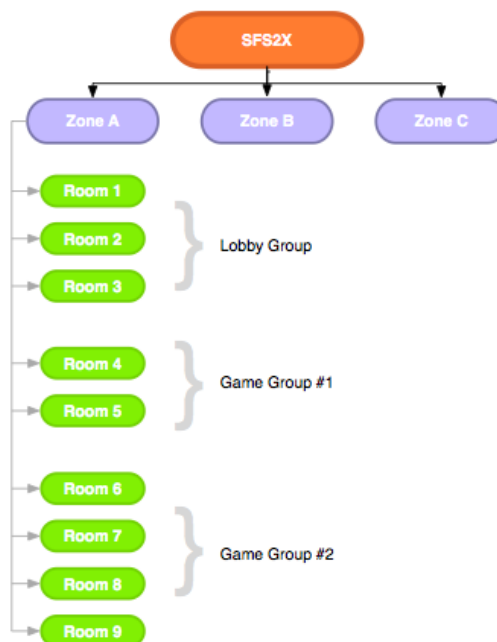 SFS2X
Zone A
Zone B
Zone C
Room 1
Room 2
Room 3
Lobby Group
Room 4
Room 5
Game Group #1
Room 6
Room 7
Room 8
Room 9
Game Group #2